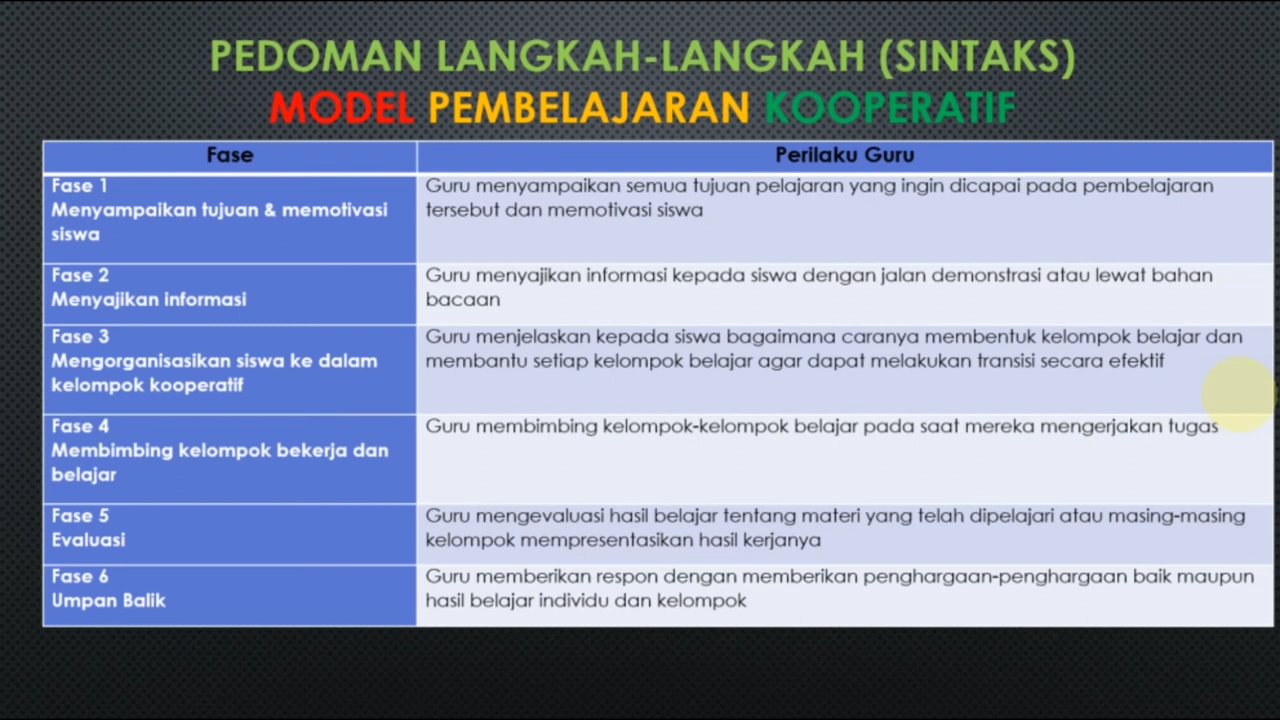 PEDOMAN LANGKAH-LANGKAH (SINTAKS)
MODEL PEMBELAJARAN KOOPERATIF
Fase
Perilaku Guru
Fase 1
Menyampaikan tujuan & memotivasi
siswa
Guru menyampaikan semua tujuan pelajaran yang ingin dicapai pada pembelajaran
tersebut dan memotivasi siswa
Fase 2
Menyajikan informasi
Guru menyajikan informasi kepada siswa dengan jalan demonstrasi atau lewat bahan
bacaan
Fase 3
Mengorganisasikan siswa ke dalam
kelompok kooperatif
Guru menjelaskan kepada siswa bagaimana caranya membentuk kelompok belajar dan
membantu setiap kelompok belajar agar dapat melakukan transisi secara efektif
Fase 4
Membimbing kelompok bekerja dan
belajar
Guru membimbing kelompok-kelompok belajar pada saat mereka mengerjakan tugas
Fase 5
Evaluasi
Guru mengevaluasi hasil belajar tentang materi yang telah dipelajari atau masing-masing
kelompok mempresentasikan hasil kerjanya
Fase 6
Umpan Balik
Guru memberikan respon dengan memberikan penghargaan-penghargaan baik maupun
hasil belajar individu dan kelompok